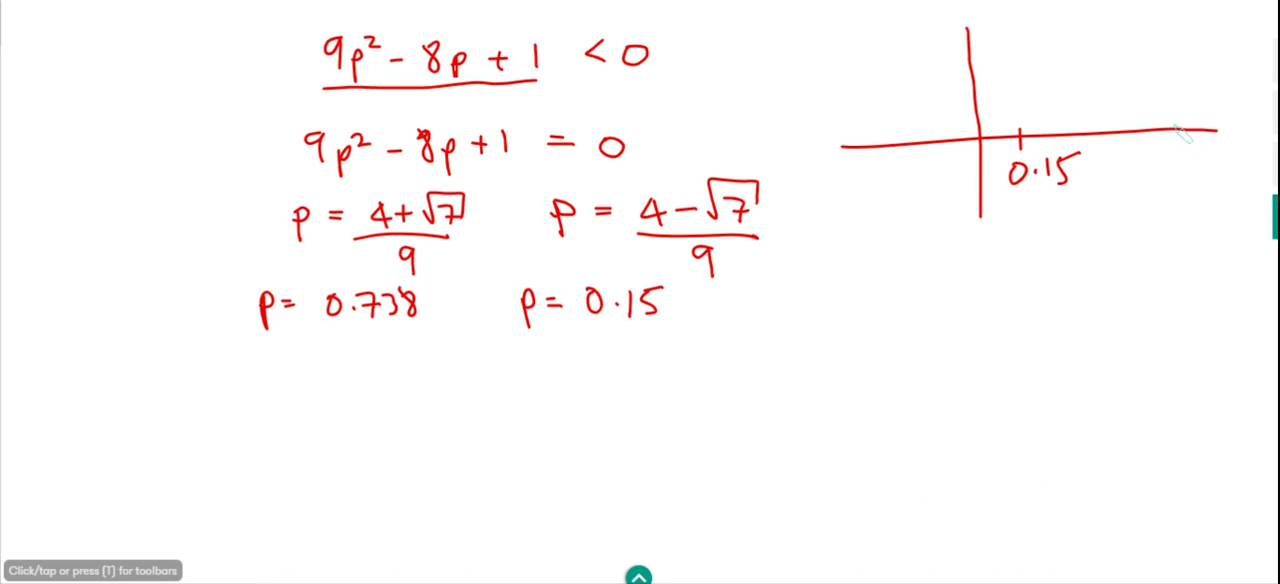 9p² - 8p + 1 < 0
9p² - 8p + 1 = 0
p = (4+√7)/9 p = (4-√7)/9
p = 0.738 p = 0.15
0.15
Click/tap or press [T] for toolbars